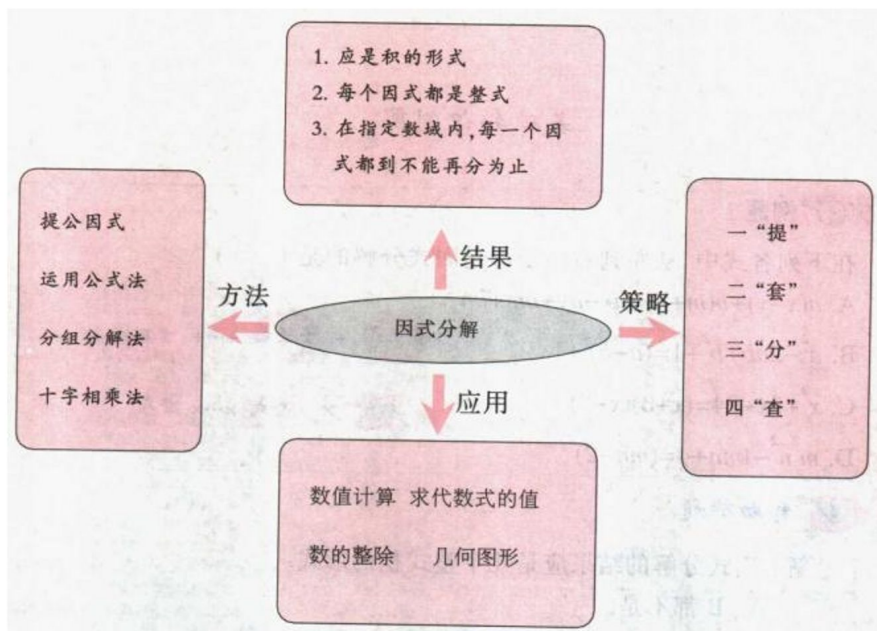 1. 应是积的形式
2. 每个因式都是整式
3. 在指定数域内,每一个因
式都到不能再分为止
提公因式
运用公式法
分组分解法
十字相乘法
方法
结果
因式分解
策略
应用
一“提”
二“套”
三“分”
四“查”
数值计算 求代数式的值
数的整除 几何图形